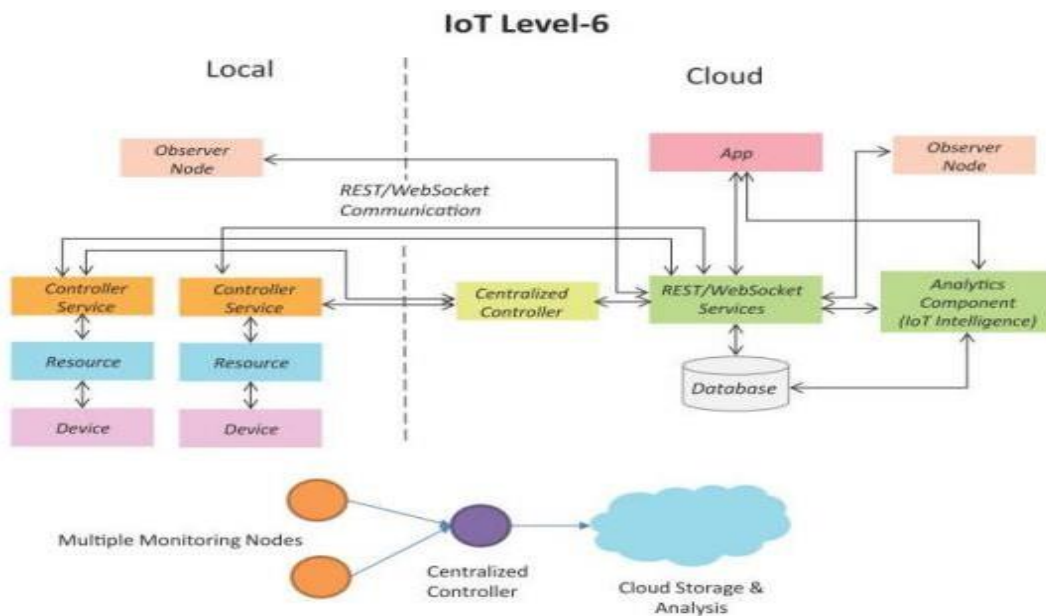 IoT Level-6
Local
Cloud
Observer
Node
App
Observer
Node
REST/WebSocket
Communication
Controller
Service
Controller
Service
Centralized
Controller
REST/WebSocket
Services
Analytics
Component
(IoT Intelligence)
Resource
Resource
Database
Device
Device
Multiple Monitoring Nodes
Centralized
Controller
Cloud Storage &
Analysis